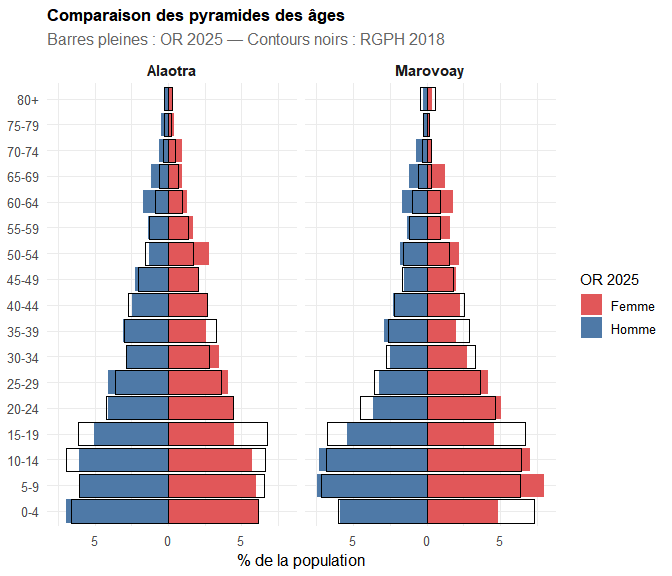 Comparaison des pyramides des âges
Barres pleines : OR 2025 — Contours noirs : RGPH 2018
Alaotra
Marovoay
80+
75-79
70-74
65-69
60-64
55-59
50-54
45-49
40-44
35-39
30-34
25-29
20-24
15-19
10-14
5-9
0-4
OR 2025
Femme
Homme
5 0 5 5 0 5
% de la population